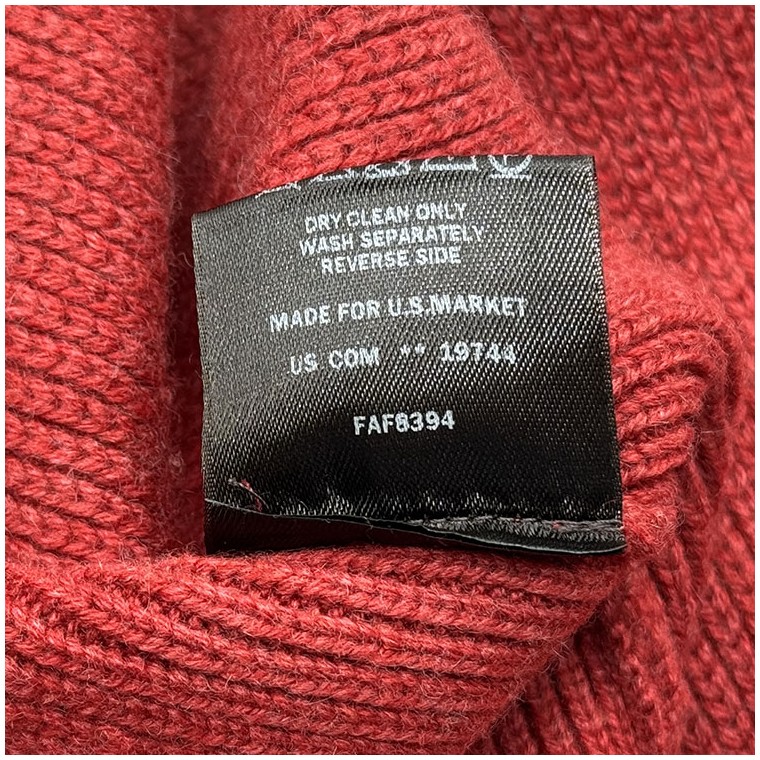 DRY CLEAN ONLY
WASH SEPARATELY
REVERSE SIDE
MADE FOR U.S.MARKET
US COM ** 19744
FAF8394